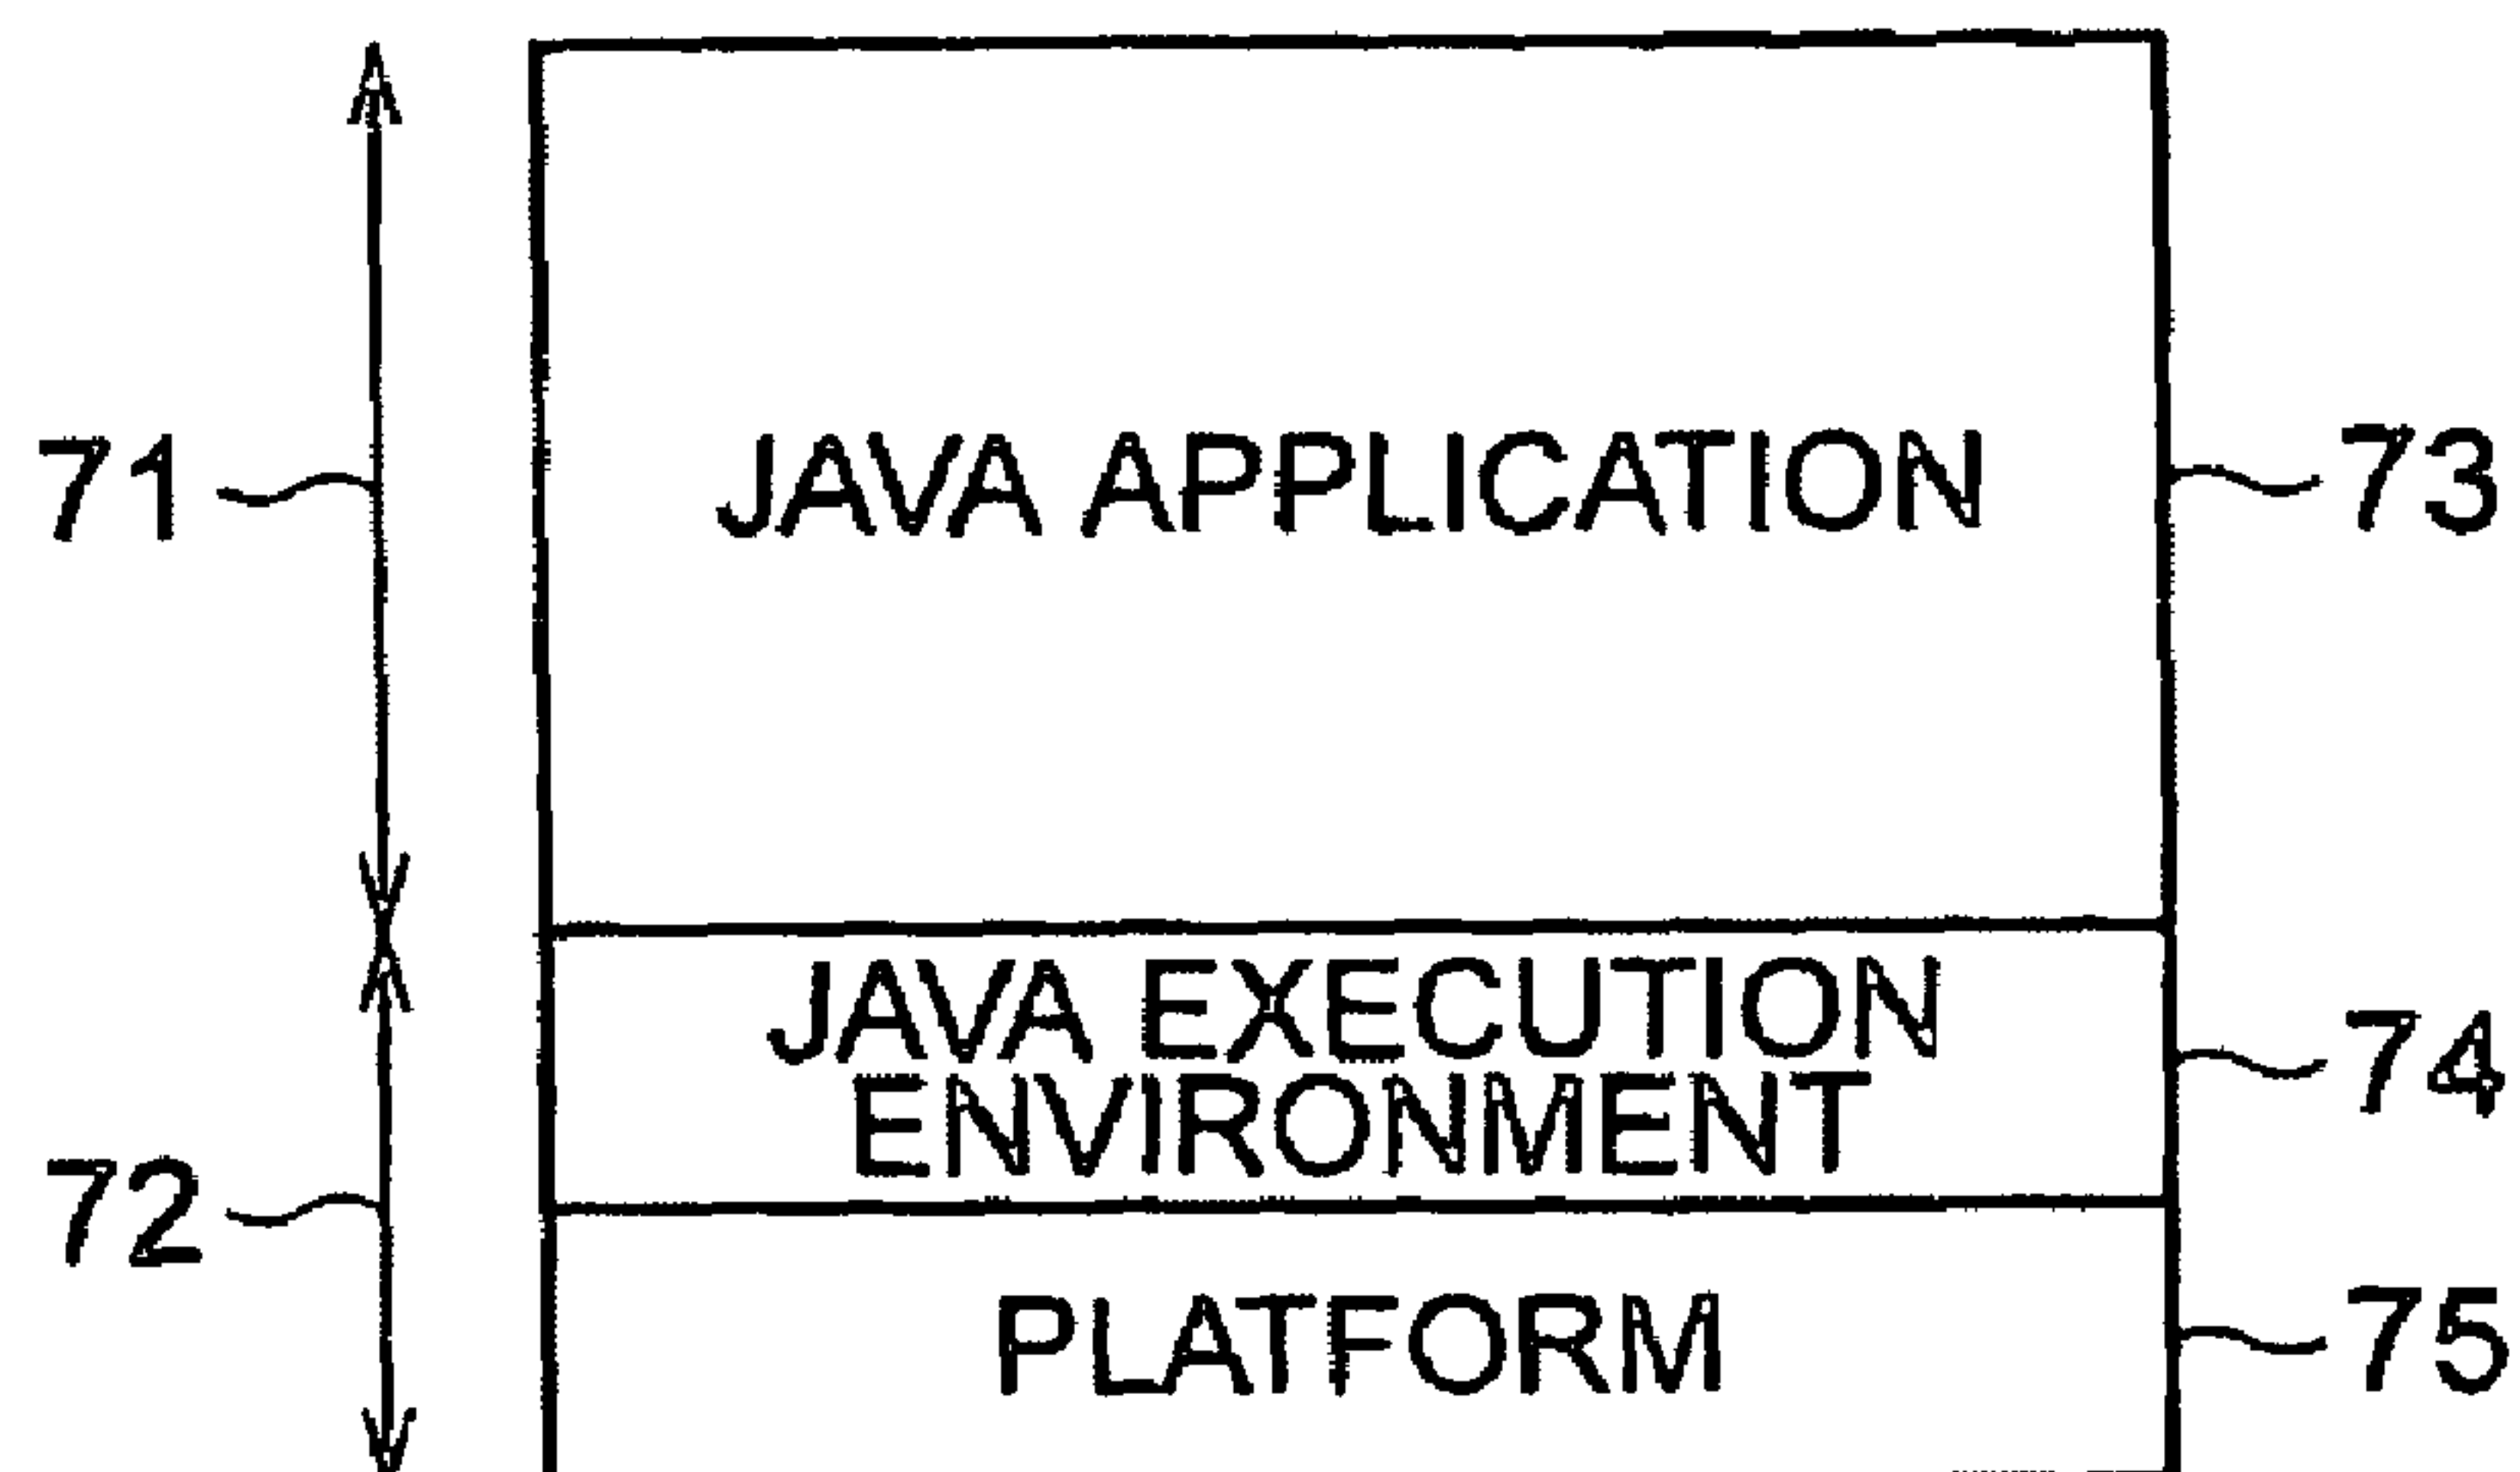 71
JAVA APPLICATION
73
JAVA EXECUTION
ENVIRONMENT
74
72
PLATFORM
75